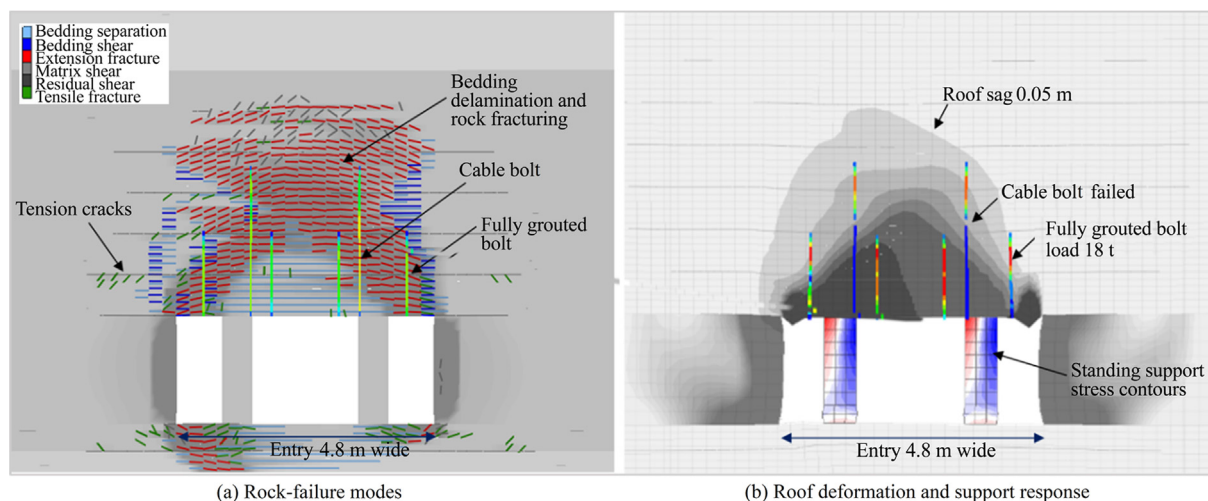 Bedding separation
Bedding shear
Extension fracture
Matrix shear
Residual shear
Tensile fracture
Bedding
delamination and
rock fracturing
Cable bolt
Tension cracks
Fully grouted
bolt
Entry 4.8 m wide
(a) Rock-failure modes
Roof sag 0.05 m
Cable bolt failed
Fully grouted bolt
load 18 t
Standing support
stress contours
Entry 4.8 m wide
(b) Roof deformation and support response